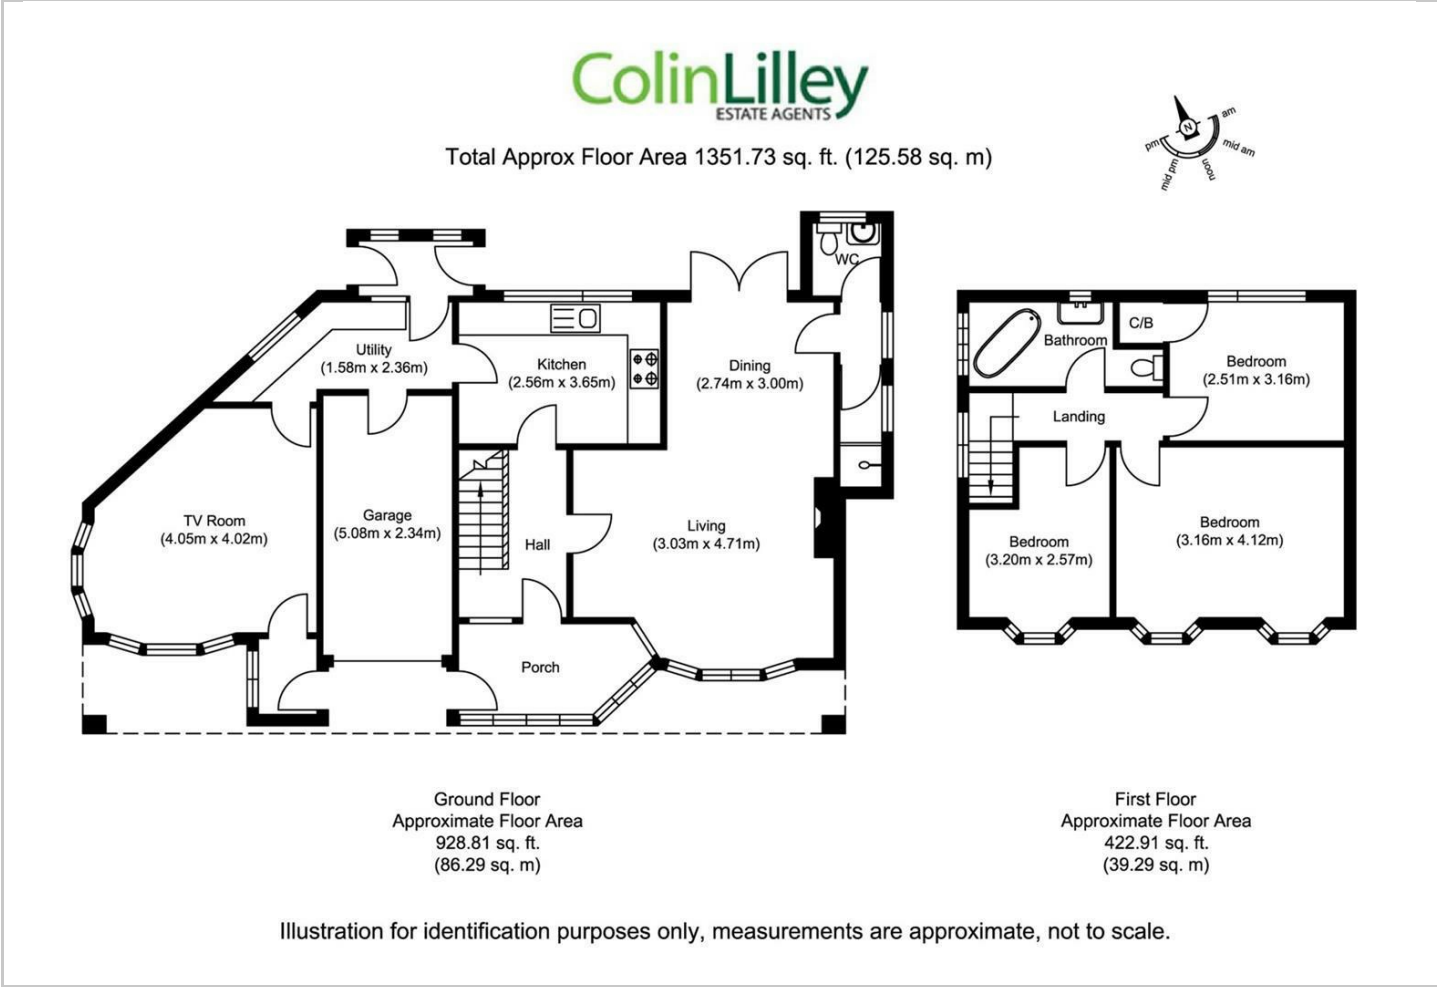 ColinLilley
ESTATE AGENTS
Total Approx Floor Area 1351.73 sq. ft. (125.58 sq. m)
N
am
mid am
noon
mid pm
pm
WC
Utility
(1.58m x 2.36m)
Kitchen
(2.56m x 3.65m)
Dining
(2.74m x 3.00m)
TV Room
(4.05m x 4.02m)
Garage
(5.08m x 2.34m)
Hall
Living
(3.03m x 4.71m)
Porch
C/B
Bathroom
Bedroom
(2.51m x 3.16m)
Landing
Bedroom
(3.20m x 2.57m)
Bedroom
(3.16m x 4.12m)
Ground Floor
Approximate Floor Area
928.81 sq. ft.
(86.29 sq. m)
First Floor
Approximate Floor Area
422.91 sq. ft.
(39.29 sq. m)
Illustration for identification purposes only, measurements are approximate, not to scale.